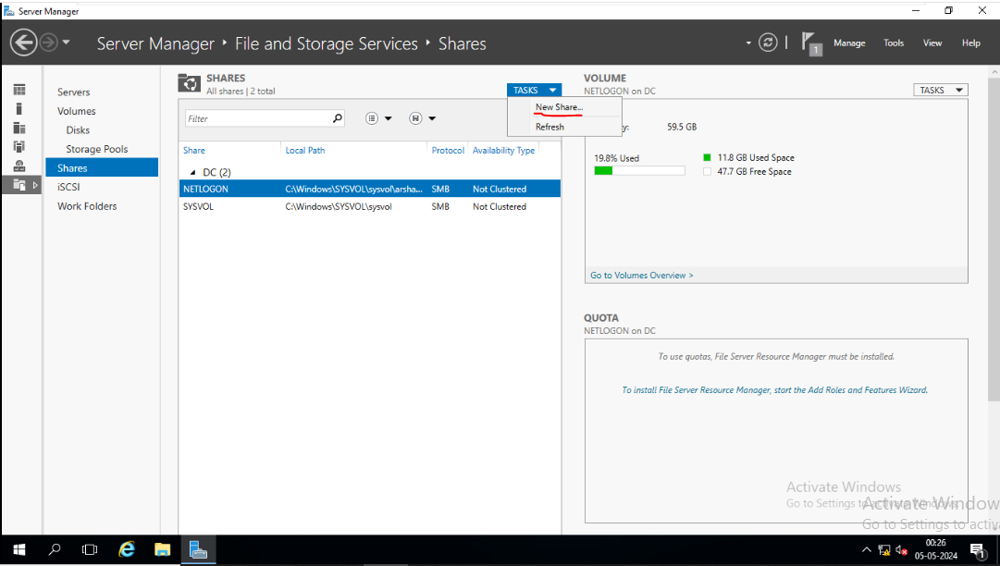 Server Manager
Server Manager ‣ File and Storage Services ‣ Shares
1
Manage
Tools
View
Help
Servers
Volumes
Disks
Storage Pools
Shares
iSCSI
Work Folders
SHARES
All shares | 2 total
TASKS
New Share...
Refresh
Filter
Share Local Path Protocol Availability Type
DC (2)
NETLOGON C:\Windows\SYSVOL\sysvol\arsha... SMB Not Clustered
SYSVOL C:\Windows\SYSVOL\sysvol SMB Not Clustered
VOLUME
NETLOGON on DC
TASKS
y: 59.5 GB
19.8% Used
11.8 GB Used Space
47.7 GB Free Space
Go to Volumes Overview >
QUOTA
NETLOGON on DC
To use quotas, File Server Resource Manager must be installed.
To install File Server Resource Manager, start the Add Roles and Features Wizard.
Activate Windows
Go to Settings to activate Windows.
Activate Window
Go to Settings to activa
00:26
05-05-2024
1